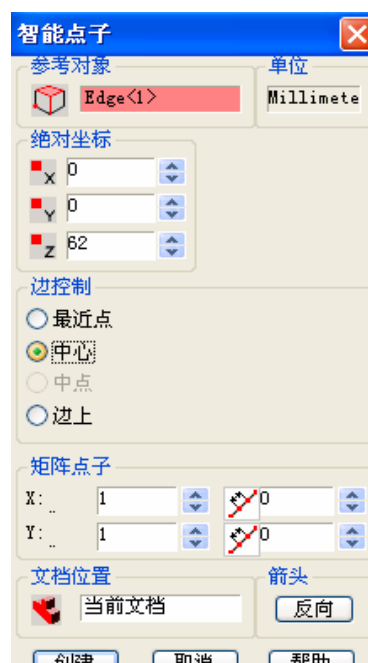 智能点子
参考对象 单位
Edge<1> Millimete
绝对坐标
X 0
Y 0
Z 62
边控制
最近点
中心
中点
边上
矩阵点子
X: 1 0
Y: 1 0
文档位置 箭头
当前文档 反向
创建 取消 帮助